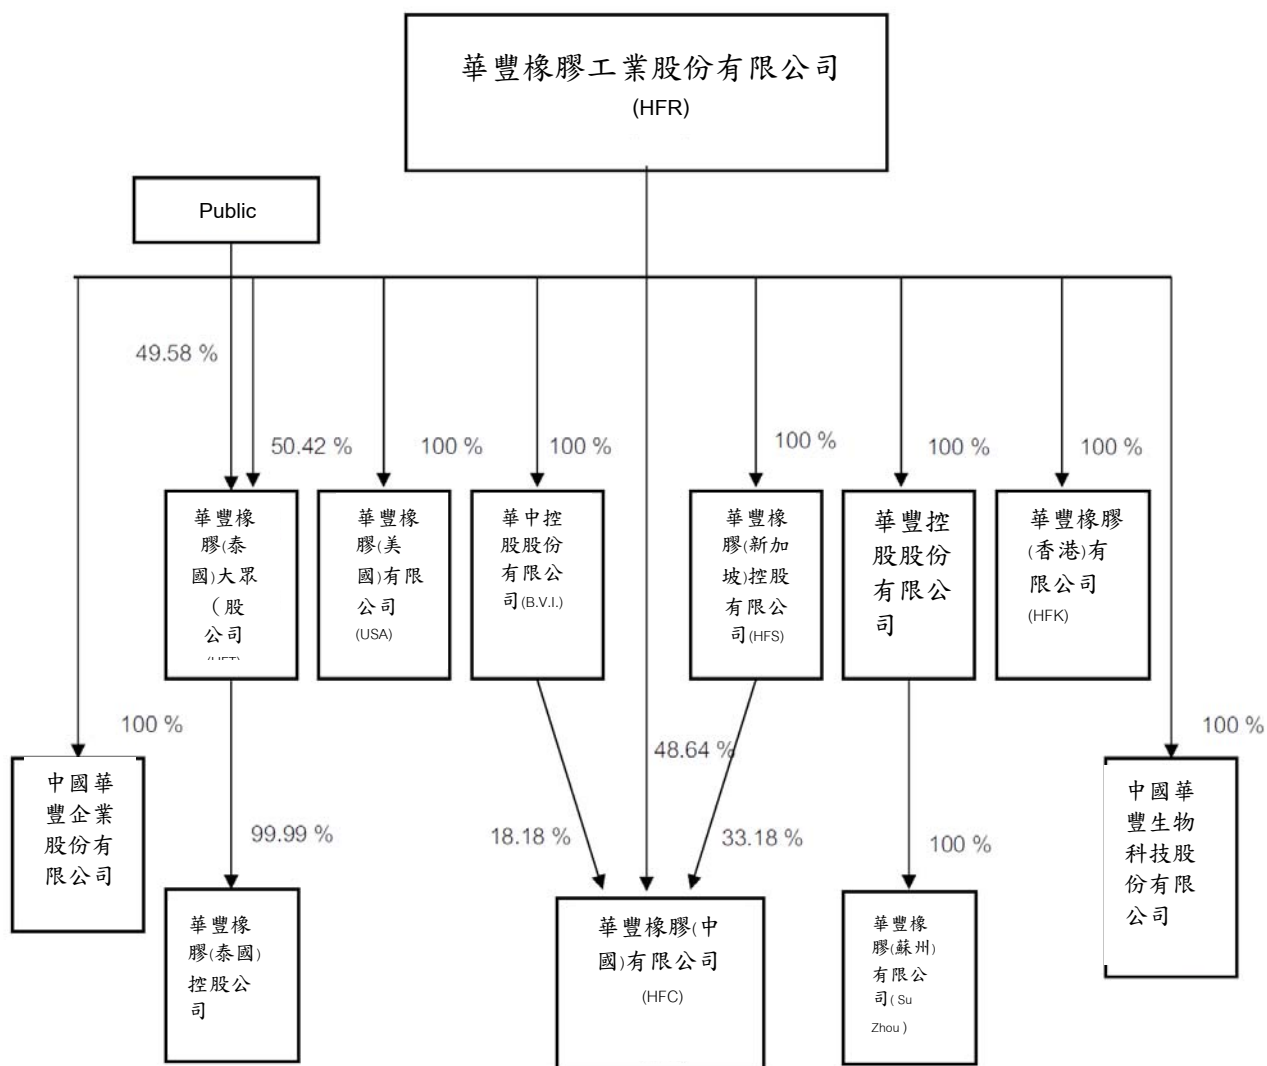 華豐橡膠工業股份有限公司
(HFR)
Public
49.58 %
50.42 %
100 %
100 %
100 %
100 %
100 %
華豐橡
膠(泰
國)大眾
(股
公司
華豐橡
膠(美
國)有限
公司
(USA)
華中控
股股份
有限公
司(B.V.I.)
華豐橡
膠(新加
坡)控股
有限公
司(HFS)
華豐控
股股份
有限公
司
華豐橡膠
(香港)有
限公司
(HFK)
100 %
48.64 %
100 %
中國華
豐企業
股份有
限公司
99.99 %
18.18 %
33.18 %
100 %
中國華
豐生物
科技股
份有限
公司
華豐橡
膠(泰國)
控股公
司
華豐橡膠(中
國)有限公司
(HFC)
華豐橡
膠(蘇州)
有限公
司( Su
Zhou )